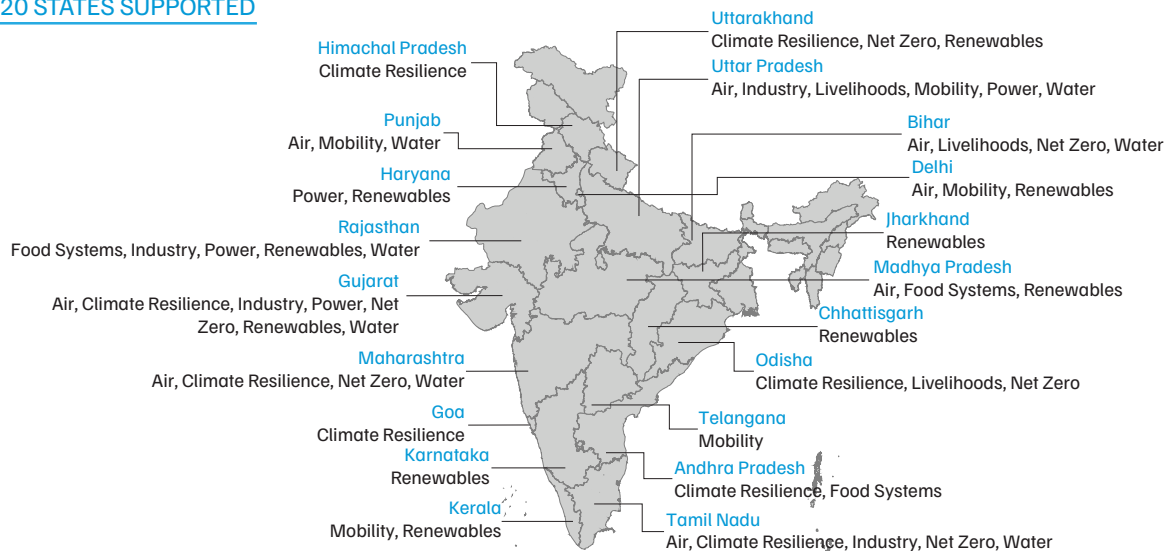 20 STATES SUPPORTED
Himachal Pradesh
Climate Resilience
Punjab
Air, Mobility, Water
Haryana
Power, Renewables
Rajasthan
Food Systems, Industry, Power, Renewables, Water
Gujarat
Air, Climate Resilience, Industry, Power, Net
Zero, Renewables, Water
Maharashtra
Air, Climate Resilience, Net Zero, Water
Goa
Climate Resilience
Karnataka
Renewables
Kerala
Mobility, Renewables
Uttarakhand
Climate Resilience, Net Zero, Renewables
Uttar Pradesh
Air, Industry, Livelihoods, Mobility, Power, Water
Bihar
Air, Livelihoods, Net Zero, Water
Delhi
Air, Mobility, Renewables
Jharkhand
Renewables
Madhya Pradesh
Air, Food Systems, Renewables
Chhattisgarh
Renewables
Odisha
Climate Resilience, Livelihoods, Net Zero
Telangana
Mobility
Andhra Pradesh
Climate Resilience, Food Systems
Tamil Nadu
Air, Climate Resilience, Industry, Net Zero, Water